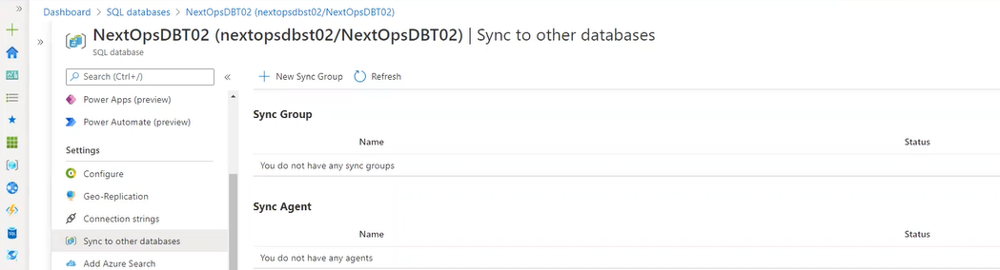 Dashboard > SQL databases > NextOpsDBT02 (nextopsdbst02/NextOpsDBT02)
NextOpsDBT02 (nextopsdbst02/NextOpsDBT02) | Sync to other databases
SQL database
Search (Ctrl+/)
New Sync Group
Refresh
Power Apps (preview)
Power Automate (preview)
Settings
Configure
Geo-Replication
Connection strings
Sync to other databases
Add Azure Search
Sync Group
Name Status
You do not have any sync groups
Sync Agent
Name Status
You do not have any agents